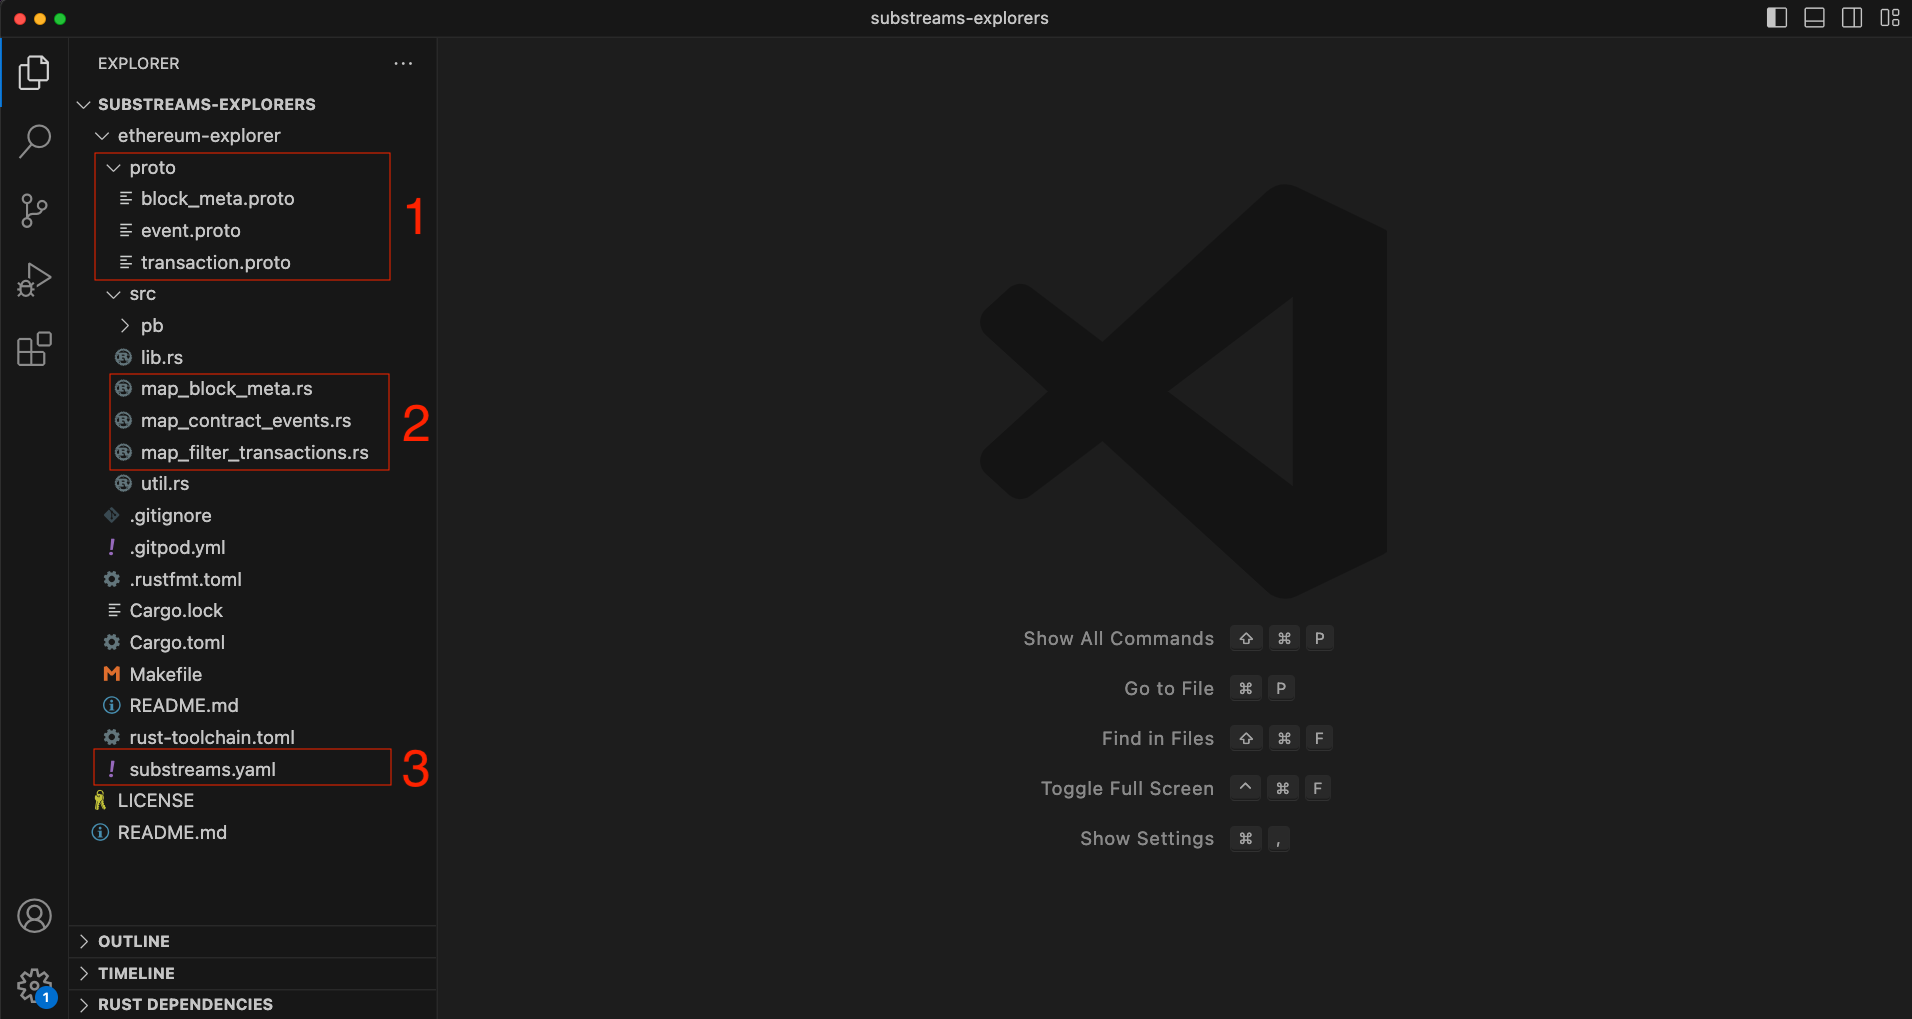 substreams-explorers
EXPLORER
SUBSTREAMS-EXPLORERS
ethereum-explorer
proto
block_meta.proto
event.proto
transaction.proto
1
src
pb
lib.rs
map_block_meta.rs
map_contract_events.rs
map_filter_transactions.rs
2
util.rs
.gitignore
.gitpod.yml
.rustfmt.toml
Cargo.lock
Cargo.toml
Makefile
README.md
rust-toolchain.toml
substreams.yaml
3
LICENSE
README.md
OUTLINE
TIMELINE
RUST DEPENDENCIES
1
Show All Commands ⇧ ⌘ P
Go to File ⌘ P
Find in Files ⇧ ⌘ F
Toggle Full Screen ^ ⌘ F
Show Settings ⌘ ,